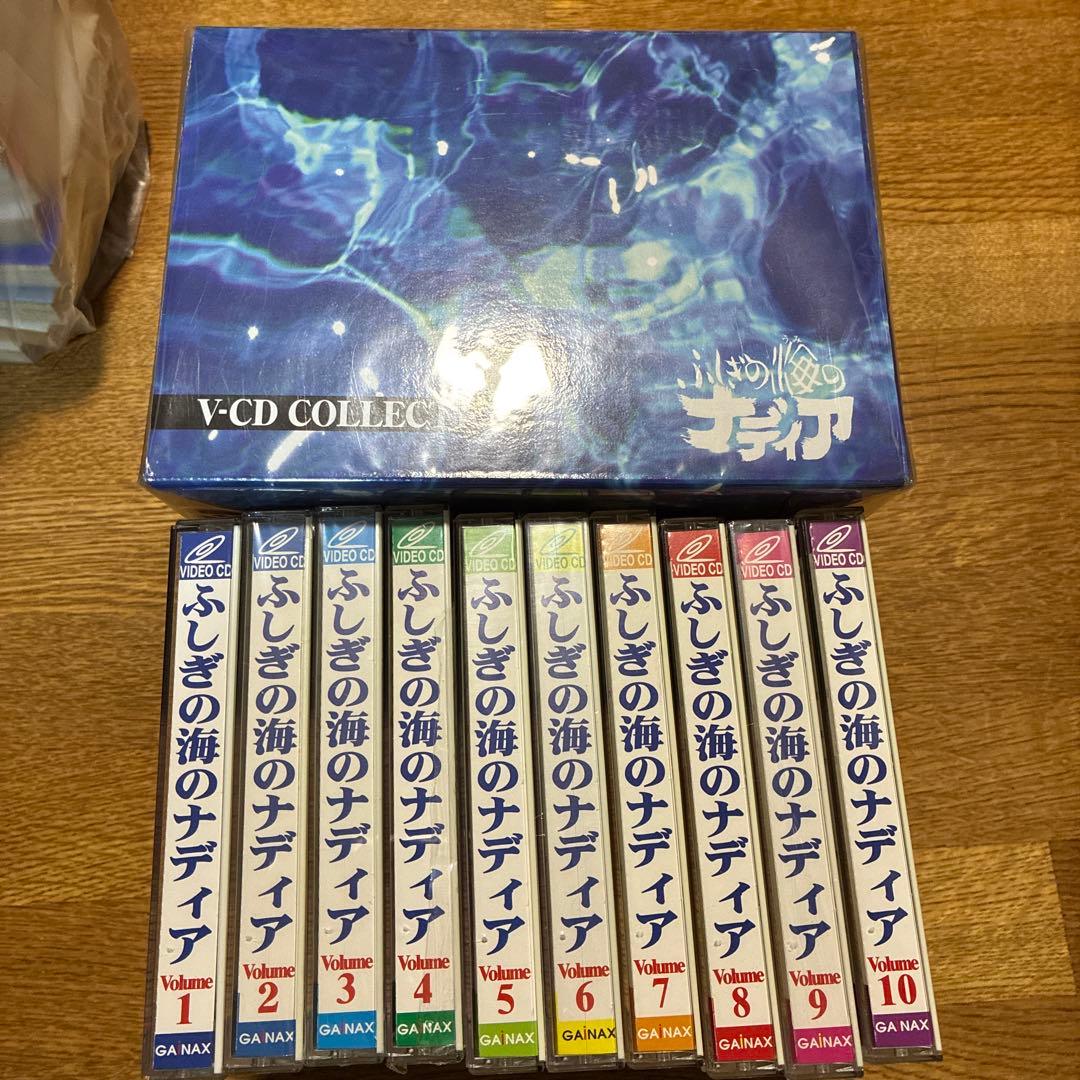 ふしぎの海の
うみ
ナディア
V-CD COLLEC
VIDEO CD
ふしぎの海のナディア
Volume
1
GAiNAX
VIDEO CD
ふしぎの海のナディア
Volume
2
GAiNAX
VIDEO CD
ふしぎの海のナディア
Volume
3
GAiNAX
VIDEO CD
ふしぎの海のナディア
Volume
4
GAiNAX
VIDEO CD
ふしぎの海のナディア
Volume
5
GAiNAX
VIDEO CD
ふしぎの海のナディア
Volume
6
GAiNAX
VIDEO CD
ふしぎの海のナディア
Volume
7
GAiNAX
VIDEO CD
ふしぎの海のナディア
Volume
8
GAiNAX
VIDEO CD
ふしぎの海のナディア
Volume
9
GAiNAX
VIDEO CD
ふしぎの海のナディア
Volume
10
GAiNAX